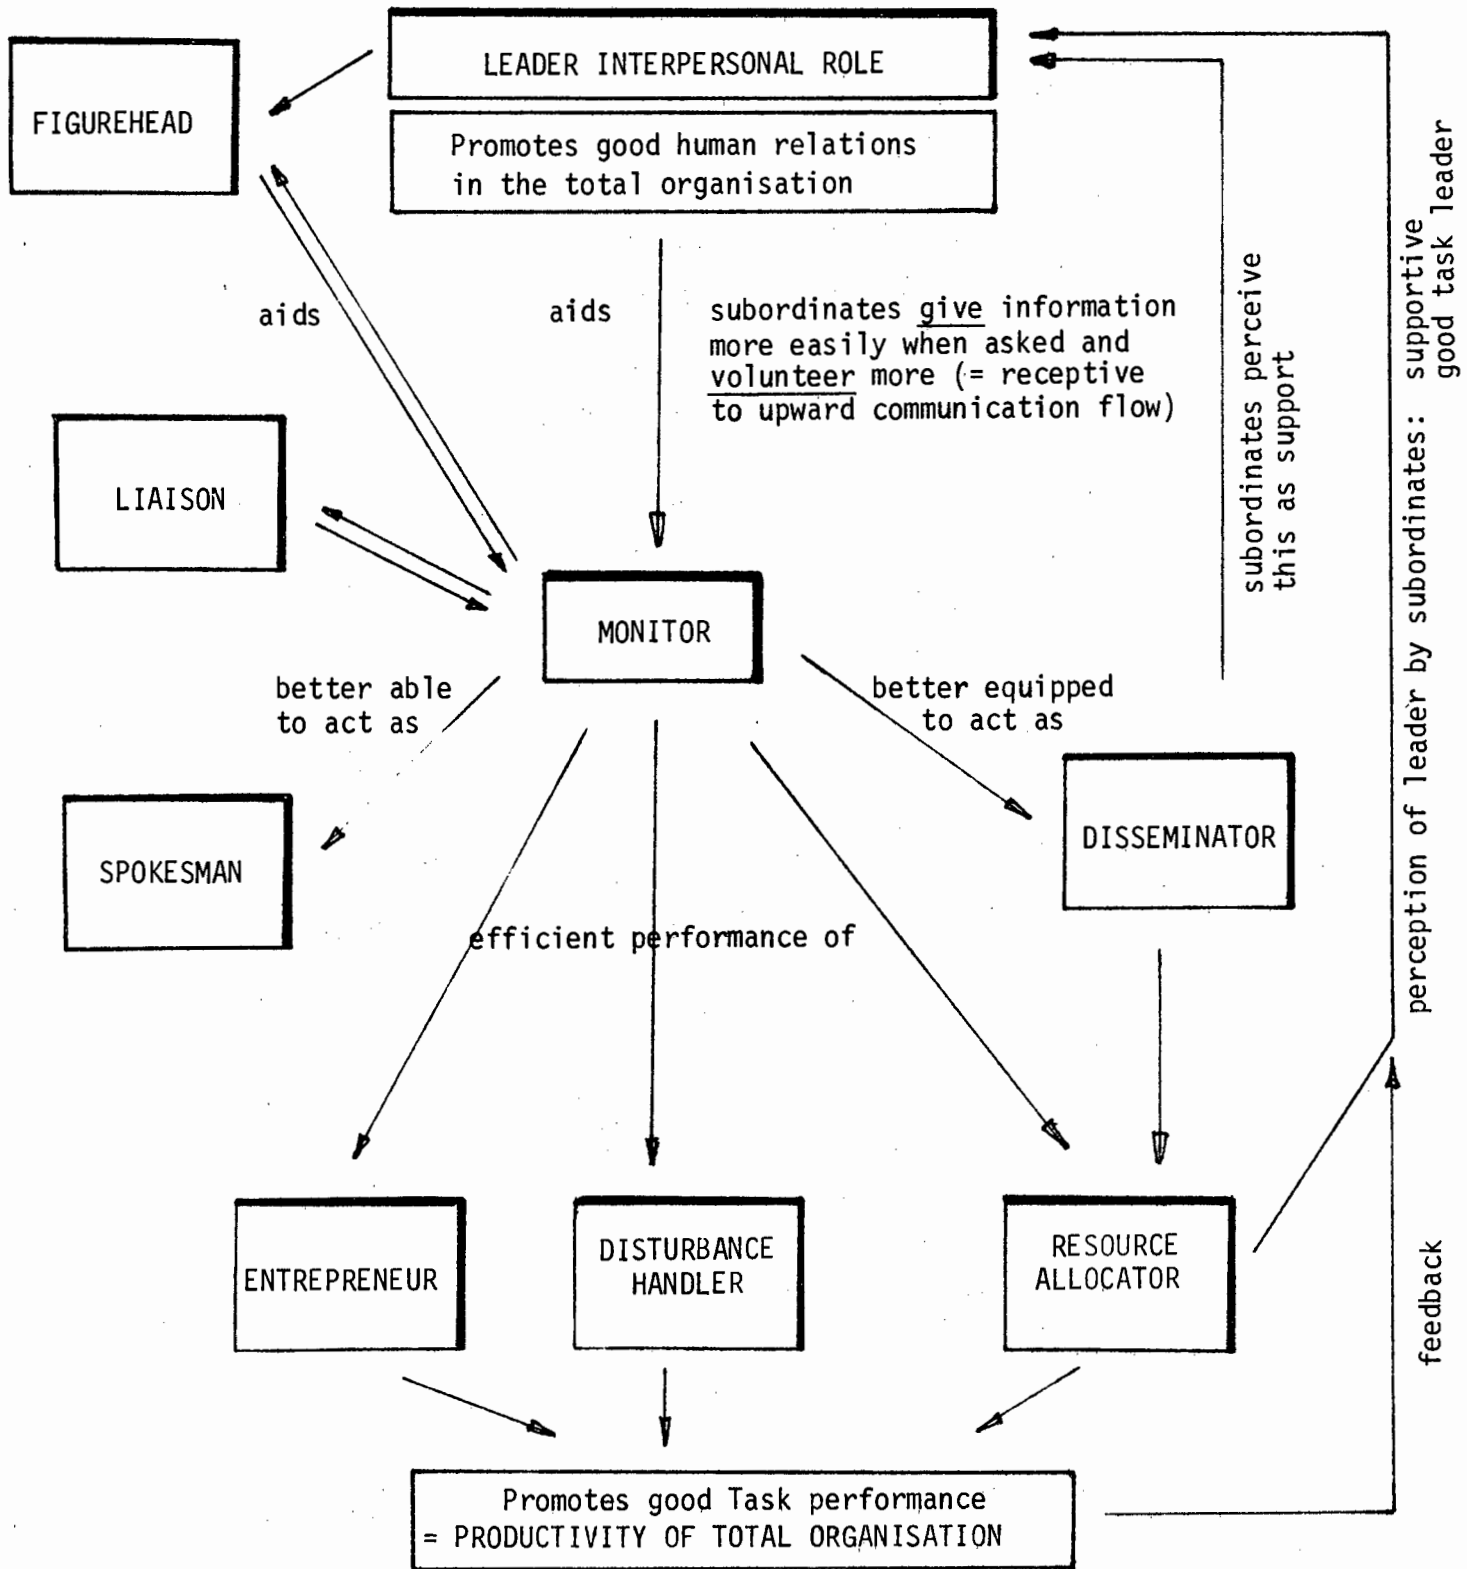 LEADER INTERPERSONAL ROLE
FIGUREHEAD
Promotes good human relations
in the total organisation
aids
aids
subordinates give information
more easily when asked and
volunteer more (= receptive
to upward communication flow)
subordinates perceive
this as support
perception of leader by subordinates: supportive
good task leader
LIAISON
MONITOR
better able
to act as
better equipped
to act as
SPOKESMAN
DISSEMINATOR
efficient performance of
ENTREPRENEUR
DISTURBANCE
HANDLER
RESOURCE
ALLOCATOR
feedback
Promotes good Task performance
= PRODUCTIVITY OF TOTAL ORGANISATION